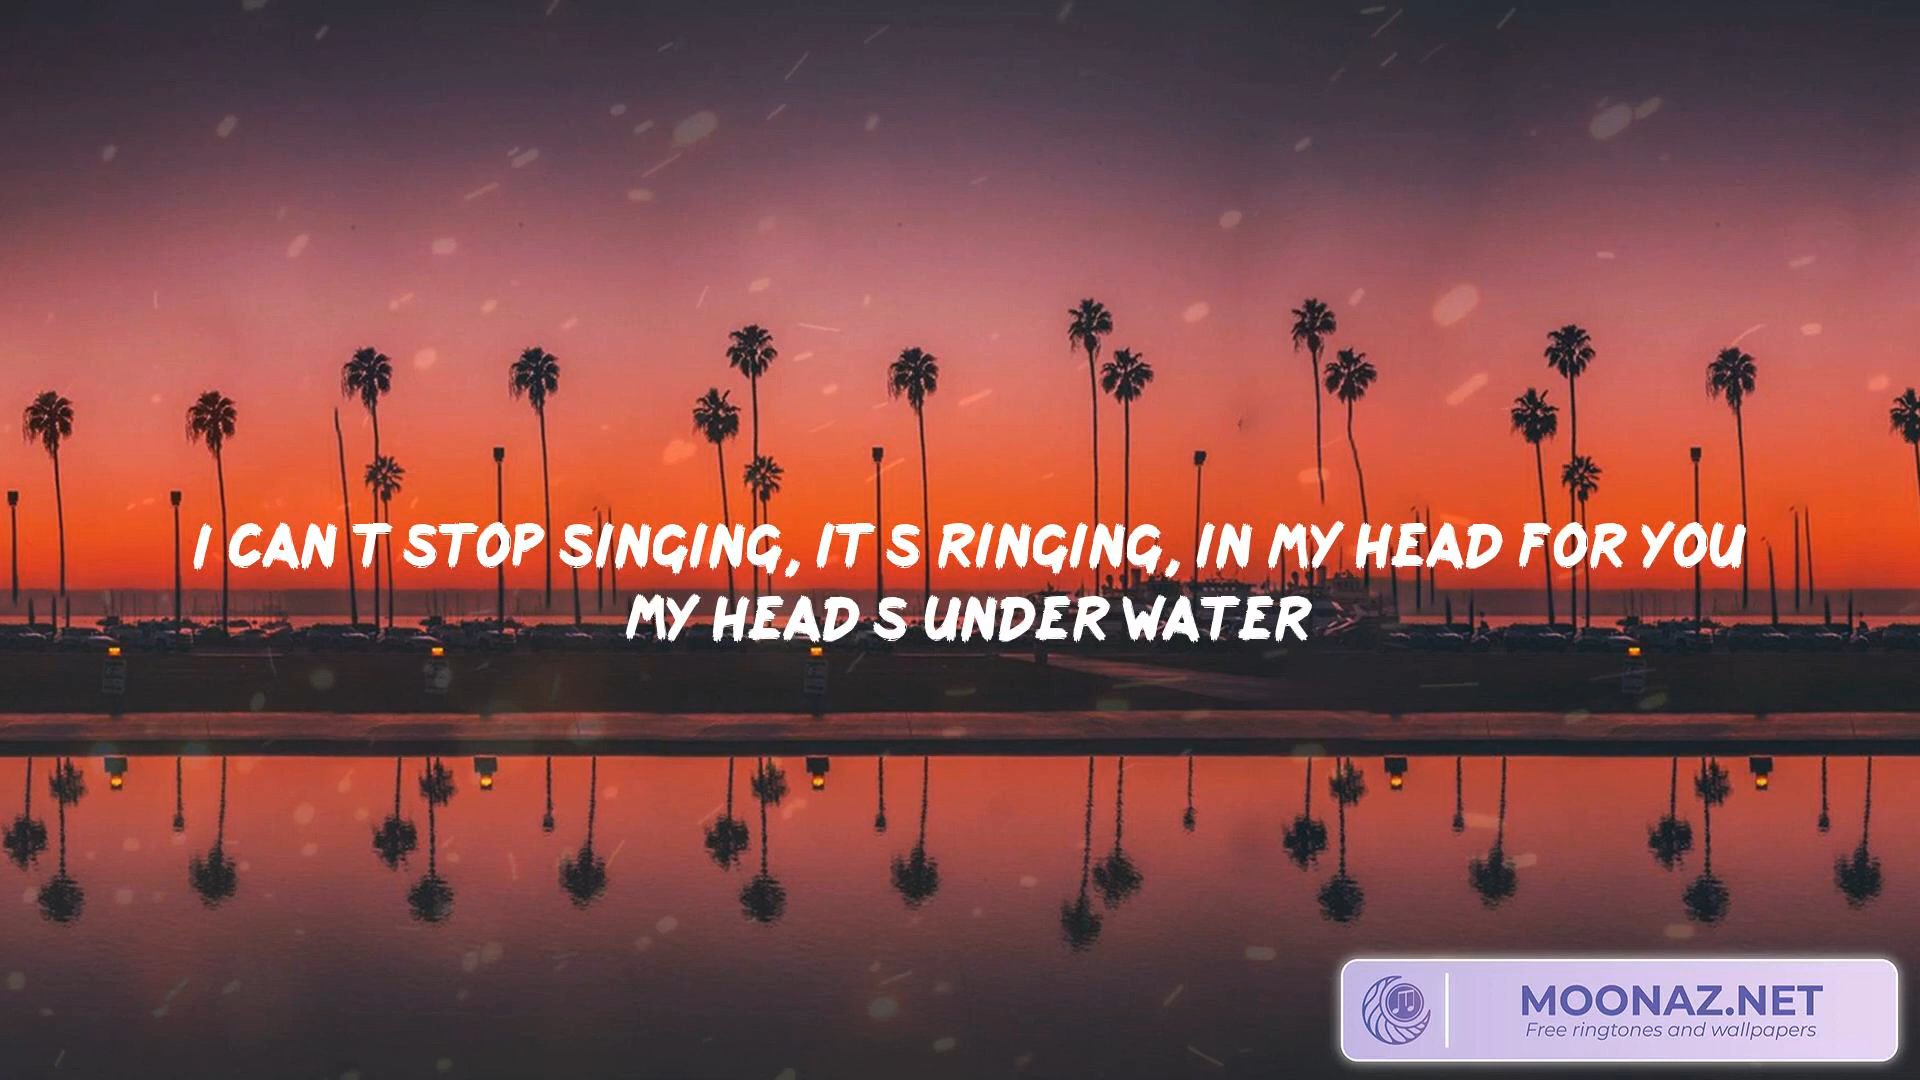 I CAN T STOP SINGING, IT S RINGING, IN MY HEAD FOR YOU
MY HEAD S UNDER WATER
MOONAZ.NET
Free ringtones and wallpapers